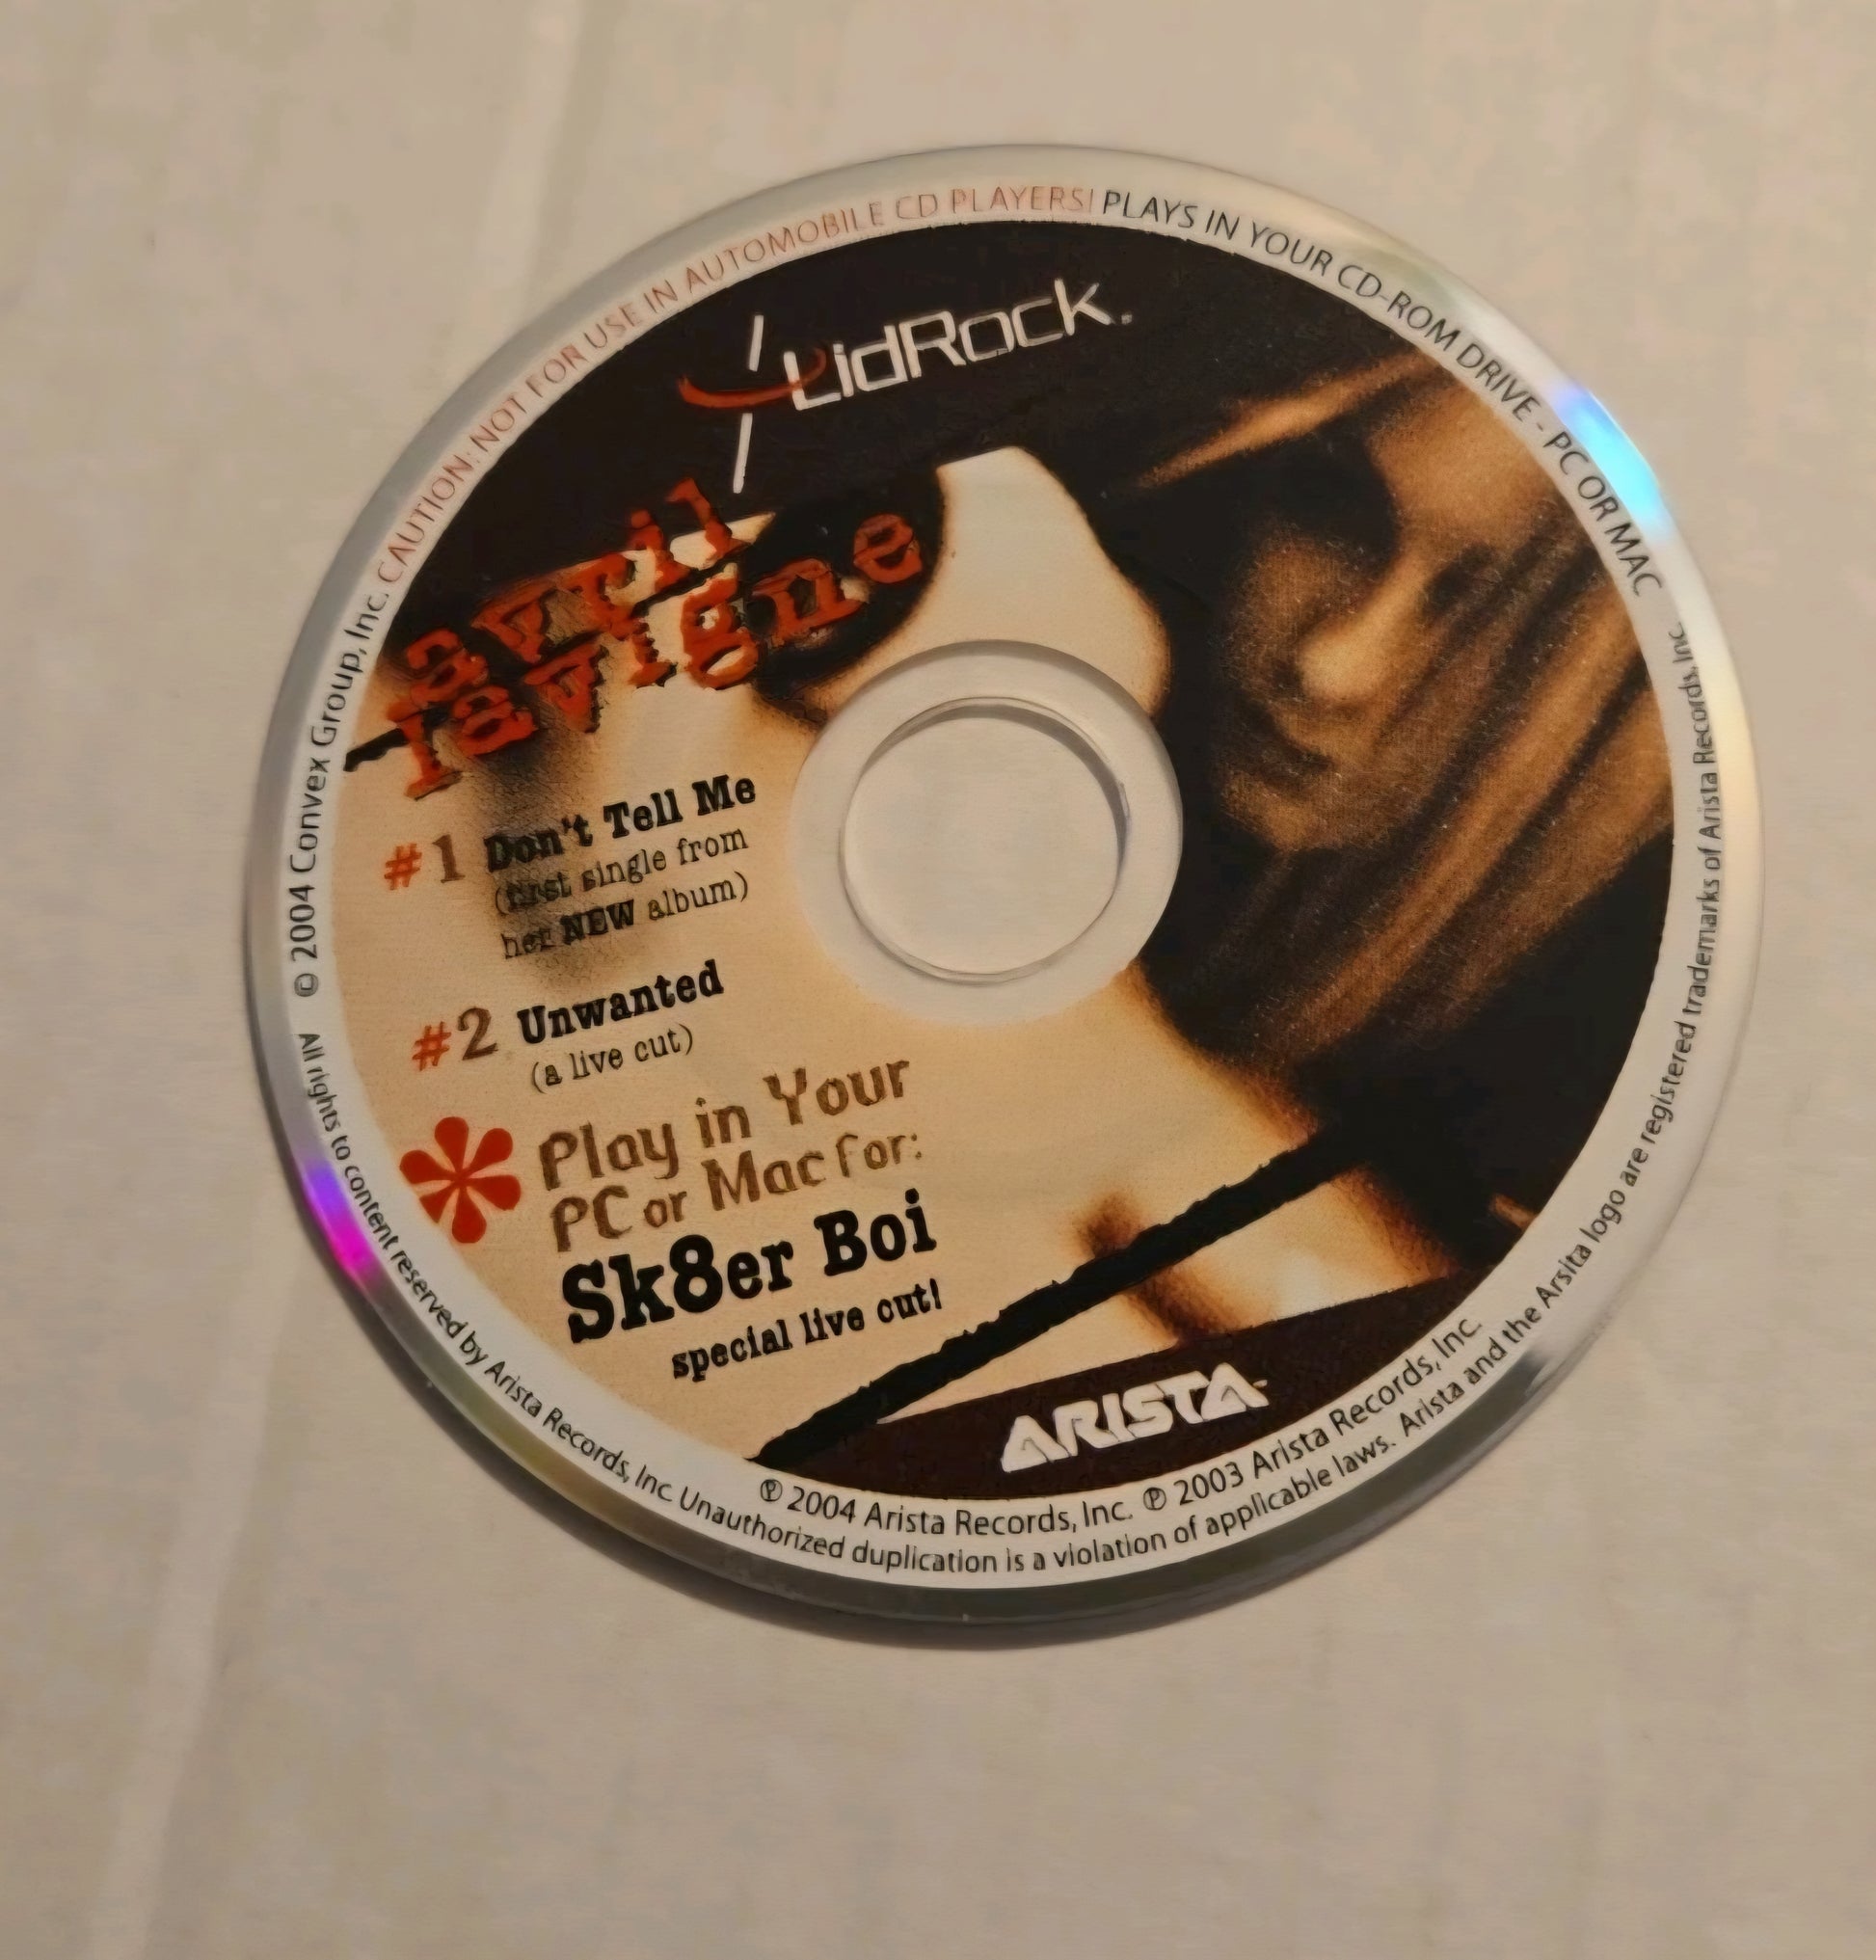 CAUTION: NOT FOR USE IN AUTOMOBILE CD PLAYERS! PLAYS IN YOUR CD-ROM DRIVE - PC OR MAC
LidRock.
avril
lavigne
#1 Don't Tell Me
(first single from
her NEW album)
#2 Unwanted
(a live cut)
* Play in Your
PC or Mac for:
Sk8er Boi
special live cut!
ARISTA
© 2004 Convex Group, Inc.
℗ 2004 Arista Records, Inc. ℗ 2003 Arista Records, Inc.
All rights to content reserved by Arista Records, Inc. Unauthorized duplication is a violation of applicable laws. Arista and the Arsita logo are registered trademarks of Arista Records, Inc.